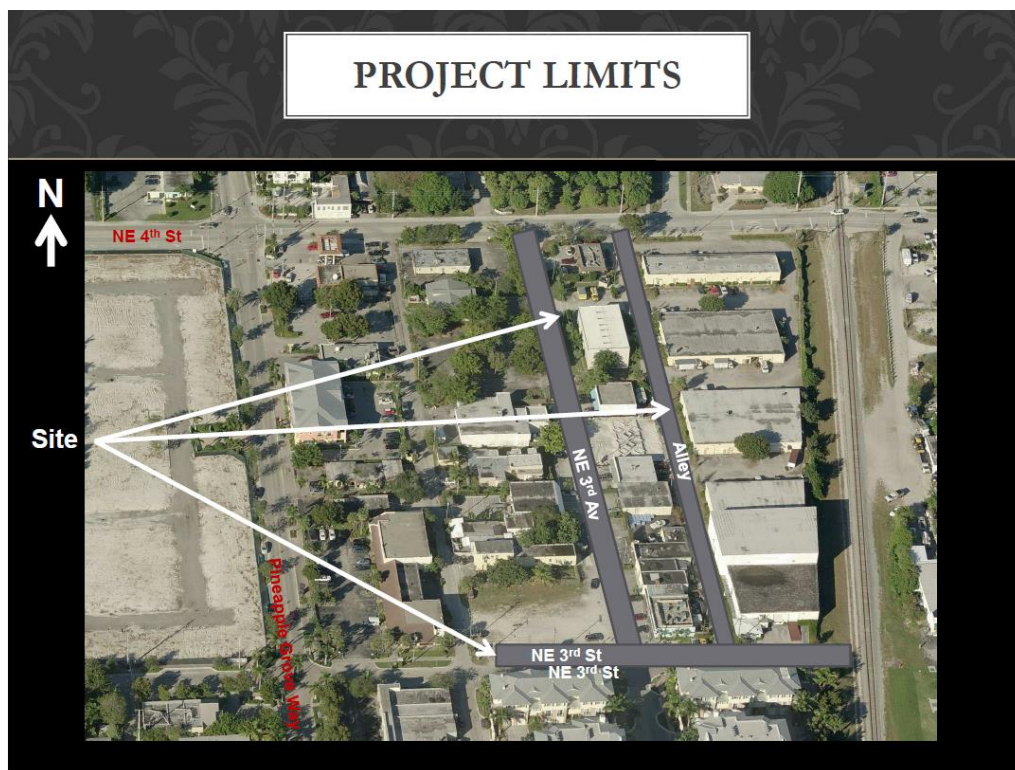 PROJECT LIMITS
N
NE 4th St
Site
Alley
NE 3rd Av
Pineapple Grove Way
NE 3rd St
NE 3rd St